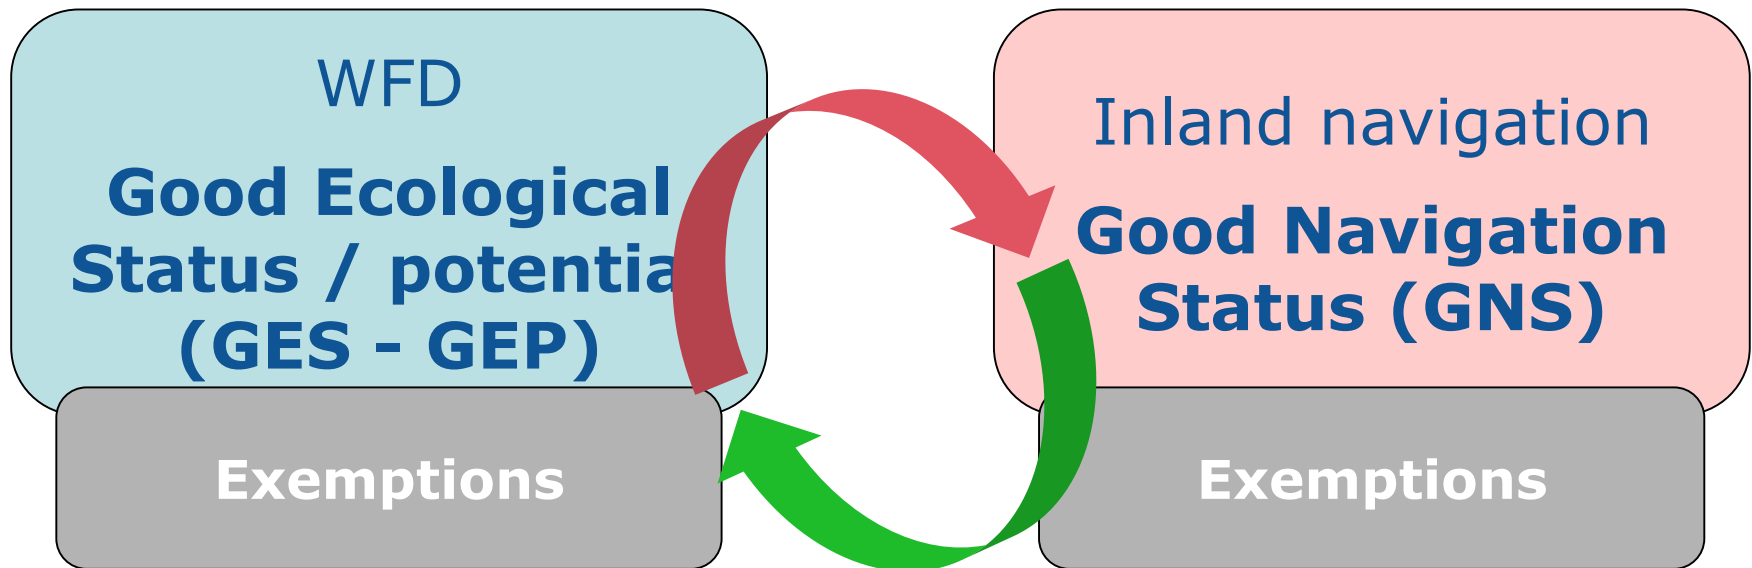 WFD
Good Ecological
Status / potentia
(GES - GEP)
Exemptions
Inland navigation
Good Navigation
Status (GNS)
Exemptions